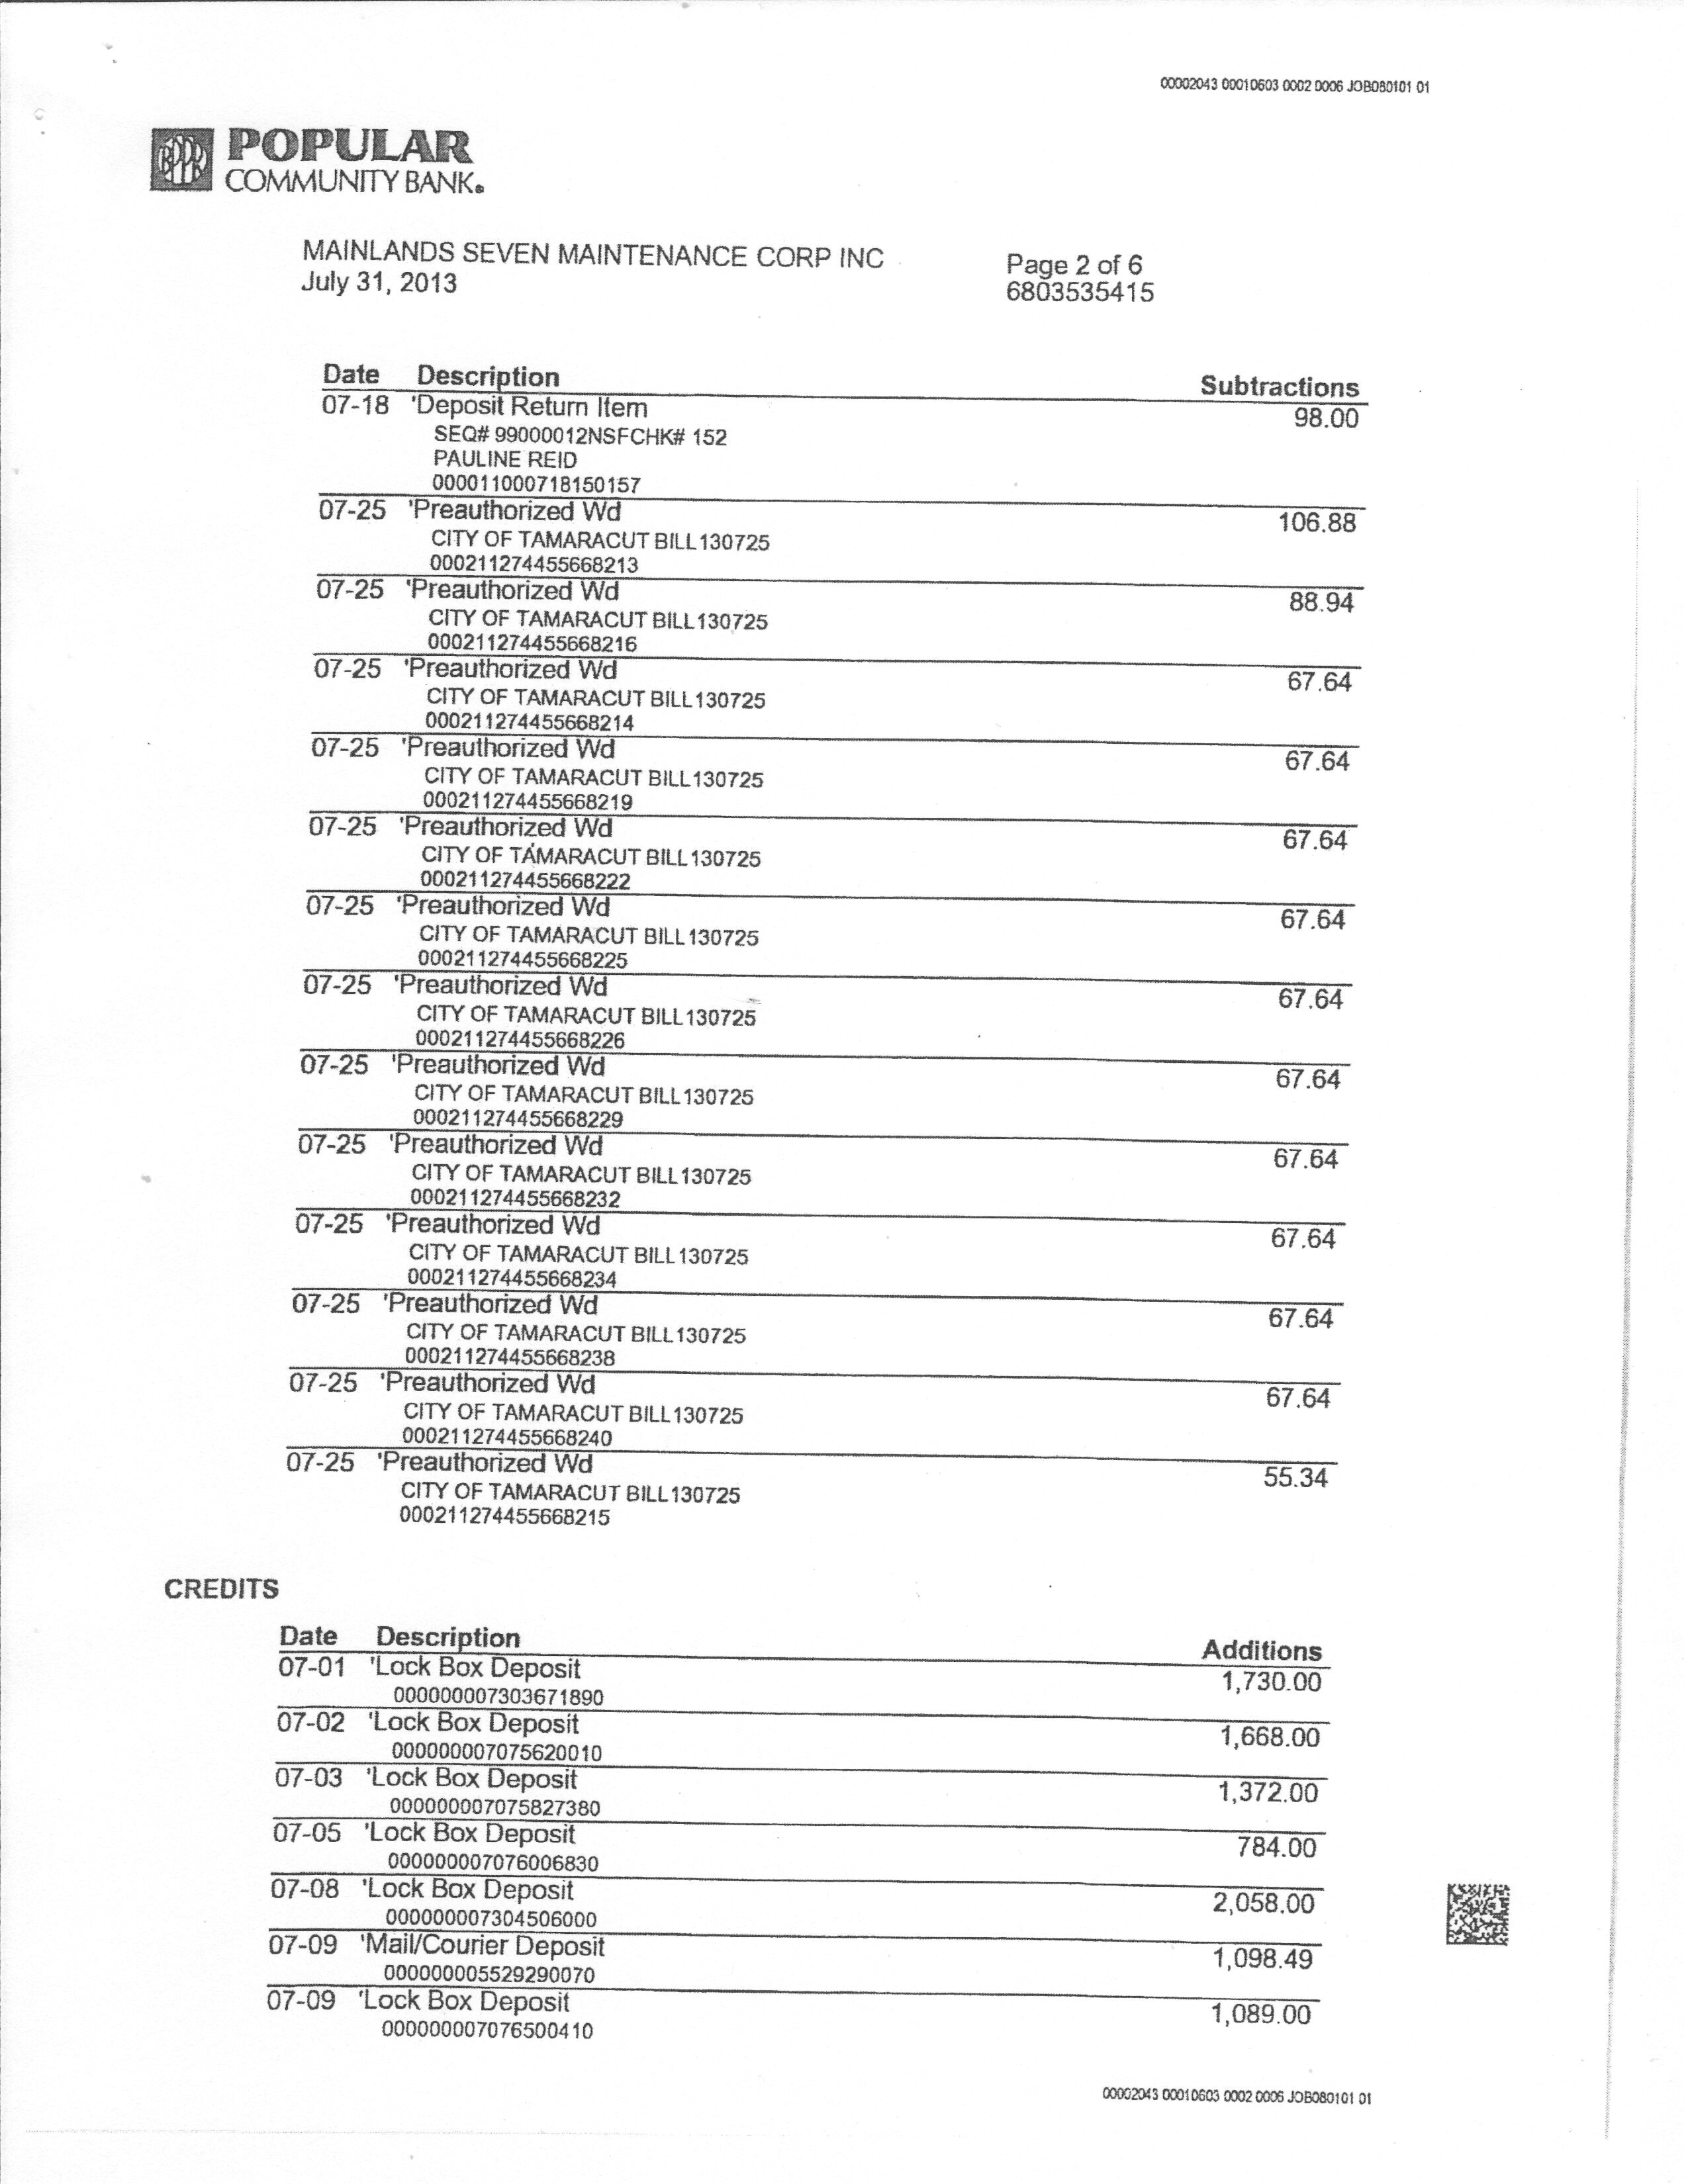 00002043 00010603 0002 0006 JOB080101 01
POPULAR
COMMUNITY BANK.
MAINLANDS SEVEN MAINTENANCE CORP INC
July 31, 2013
Page 2 of 6
6803535415
Date Description Subtractions
07-18 'Deposit Return Item 98.00
SEQ# 99000012NSFCHK# 152
PAULINE REID
000011000718150157
07-25 'Preauthorized Wd 106.88
CITY OF TAMARACUT BILL130725
000211274455668213
07-25 'Preauthorized Wd 88.94
CITY OF TAMARACUT BILL130725
000211274455668216
07-25 'Preauthorized Wd 67.64
CITY OF TAMARACUT BILL130725
000211274455668214
07-25 'Preauthorized Wd 67.64
CITY OF TAMARACUT BILL130725
000211274455668219
07-25 'Preauthorized Wd 67.64
CITY OF TAMARACUT BILL130725
000211274455668222
07-25 'Preauthorized Wd 67.64
CITY OF TAMARACUT BILL130725
000211274455668225
07-25 'Preauthorized Wd 67.64
CITY OF TAMARACUT BILL130725
000211274455668226
07-25 'Preauthorized Wd 67.64
CITY OF TAMARACUT BILL130725
000211274455668229
07-25 'Preauthorized Wd 67.64
CITY OF TAMARACUT BILL130725
000211274455668232
07-25 'Preauthorized Wd 67.64
CITY OF TAMARACUT BILL130725
000211274455668234
07-25 'Preauthorized Wd 67.64
CITY OF TAMARACUT BILL130725
000211274455668238
07-25 'Preauthorized Wd 67.64
CITY OF TAMARACUT BILL130725
000211274455668240
07-25 'Preauthorized Wd 55.34
CITY OF TAMARACUT BILL130725
000211274455668215
CREDITS
Date Description Additions
07-01 'Lock Box Deposit 1,730.00
000000007303671890
07-02 'Lock Box Deposit 1,668.00
000000007075620010
07-03 'Lock Box Deposit 1,372.00
000000007075827380
07-05 'Lock Box Deposit 784.00
000000007076006830
07-08 'Lock Box Deposit 2,058.00
000000007304506000
07-09 'Mail/Courier Deposit 1,098.49
000000005529290070
07-09 'Lock Box Deposit 1,089.00
000000007076500410
00002043 00010603 0002 0006 JOB080101 01